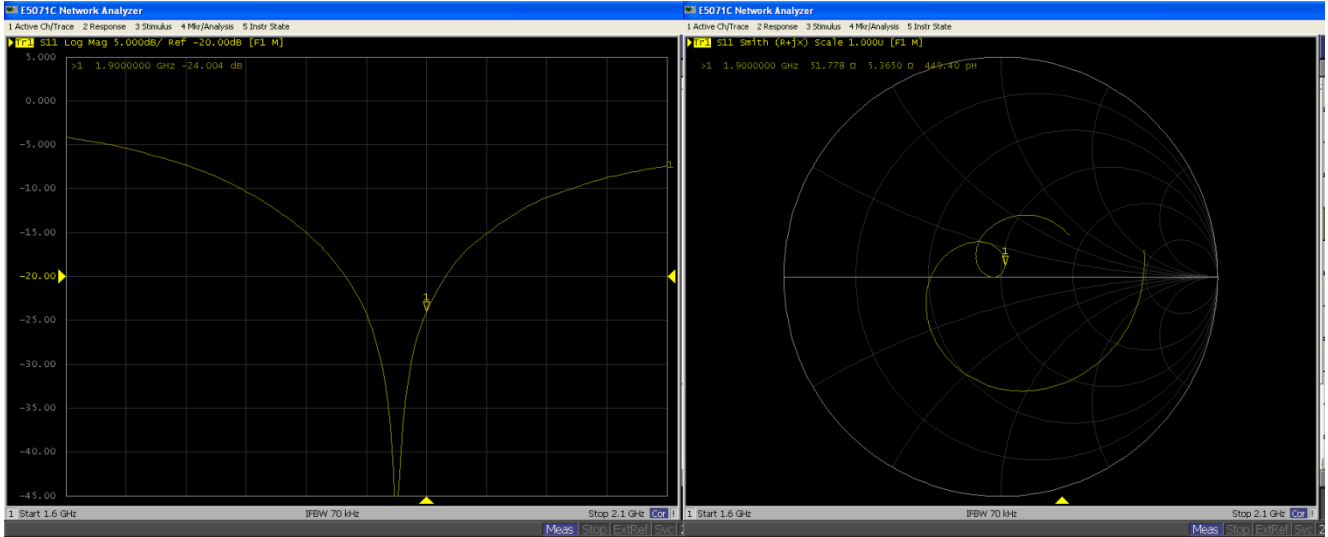 E5071C Network Analyzer
1 Active Ch/Trace 2 Response 3 Stimulus 4 Mkr/Analysis 5 Instr State
Tr1 S11 Log Mag 5.000dB/ Ref -20.00dB [F1 M]
5.000
>1 1.9000000 GHz -24.004 dB
0.000
-5.000
-10.00
-15.00
-20.00
-25.00
-30.00
-35.00
-40.00
-45.00
1
1
1 Start 1.6 GHz IFBW 70 kHz Stop 2.1 GHz Cor !
Meas Stop ExtRef Svc
E5071C Network Analyzer
1 Active Ch/Trace 2 Response 3 Stimulus 4 Mkr/Analysis 5 Instr State
Tr1 S11 Smith (R+jX) Scale 1.000U [F1 M]
>1 1.9000000 GHz 51.778 Ω 5.3650 Ω 449.40 pH
1
1 Start 1.6 GHz IFBW 70 kHz Stop 2.1 GHz Cor !
Meas Stop ExtRef Svc 2